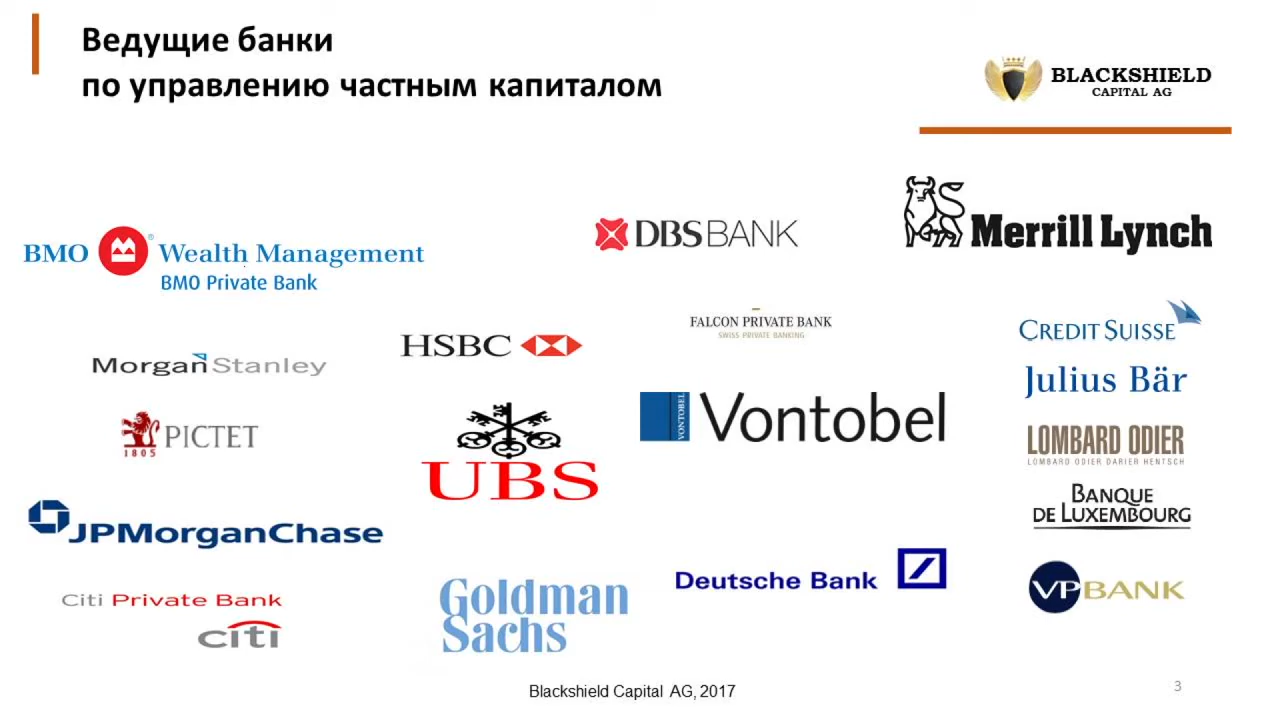 Ведущие банки
по управлению частным капиталом
BLACKSHIELD
CAPITAL AG
BMO Wealth Management
BMO Private Bank
DBS BANK
Merrill Lynch
MorganStanley
HSBC
FALCON PRIVATE BANK
SWISS PRIVATE BANKING
CREDIT SUISSE
Julius Bär
PICTET
1805
UBS
VONTOBEL
Vontobel
LOMBARD ODIER
LOMBARD ODIER DARIER HENTSCH
BANQUE
DE LUXEMBOURG
JPMorganChase
Citi Private Bank
citi
Goldman
Sachs
Deutsche Bank
VP BANK
Blackshield Capital AG, 2017
3